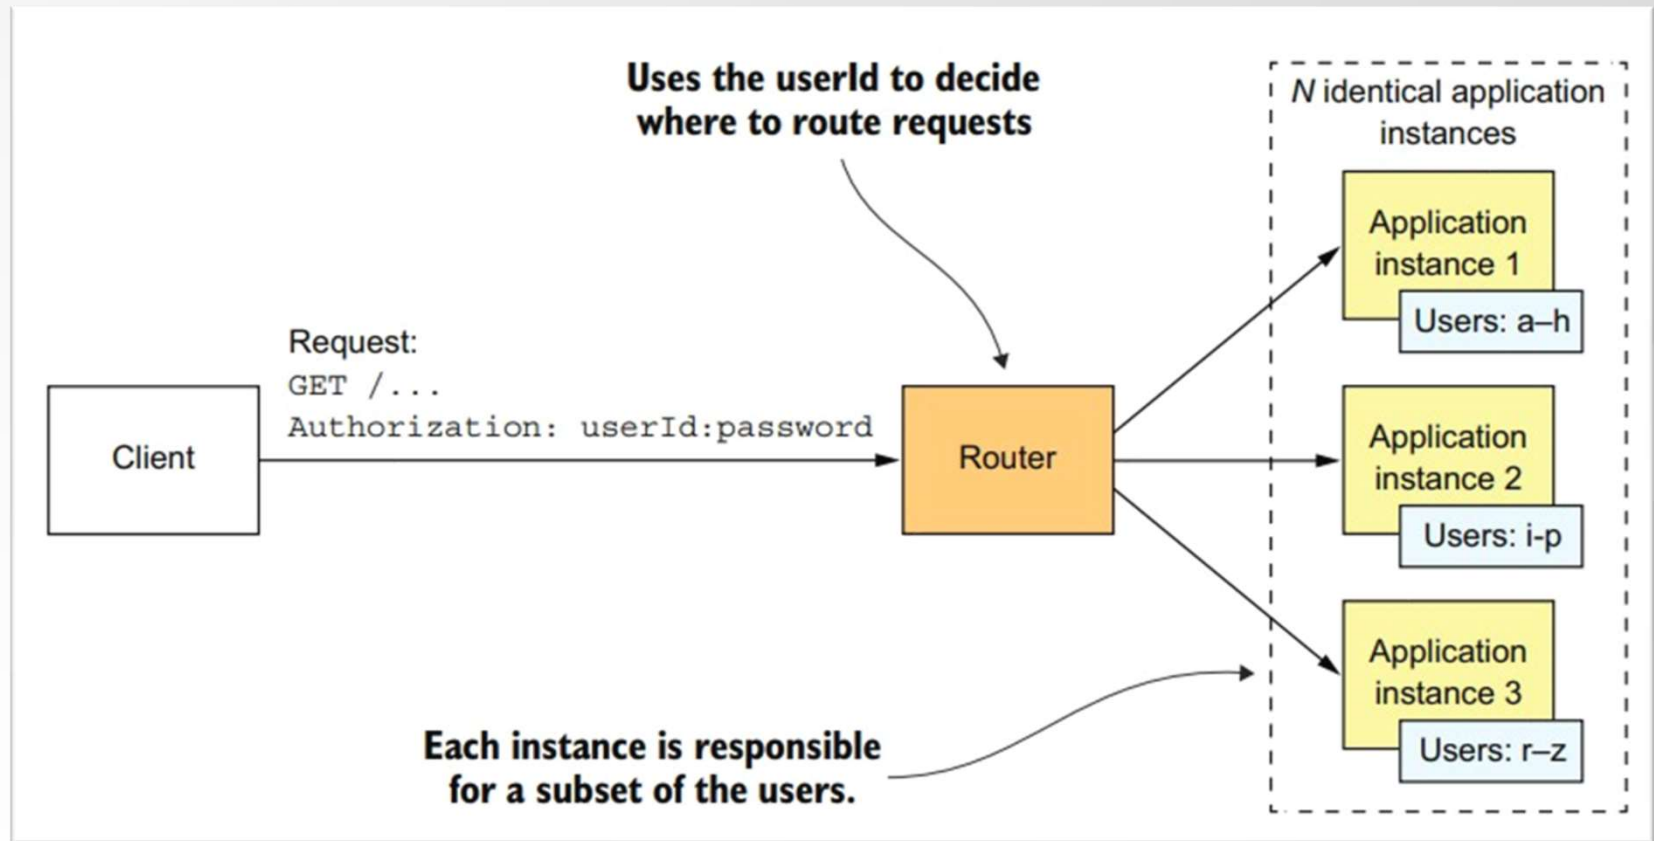 Uses the userId to decide
where to route requests
N identical application
instances
Application
instance 1
Users: a–h
Request:
GET /...
Authorization: userId:password
Client
Router
Application
instance 2
Users: i-p
Application
instance 3
Users: r–z
Each instance is responsible
for a subset of the users.